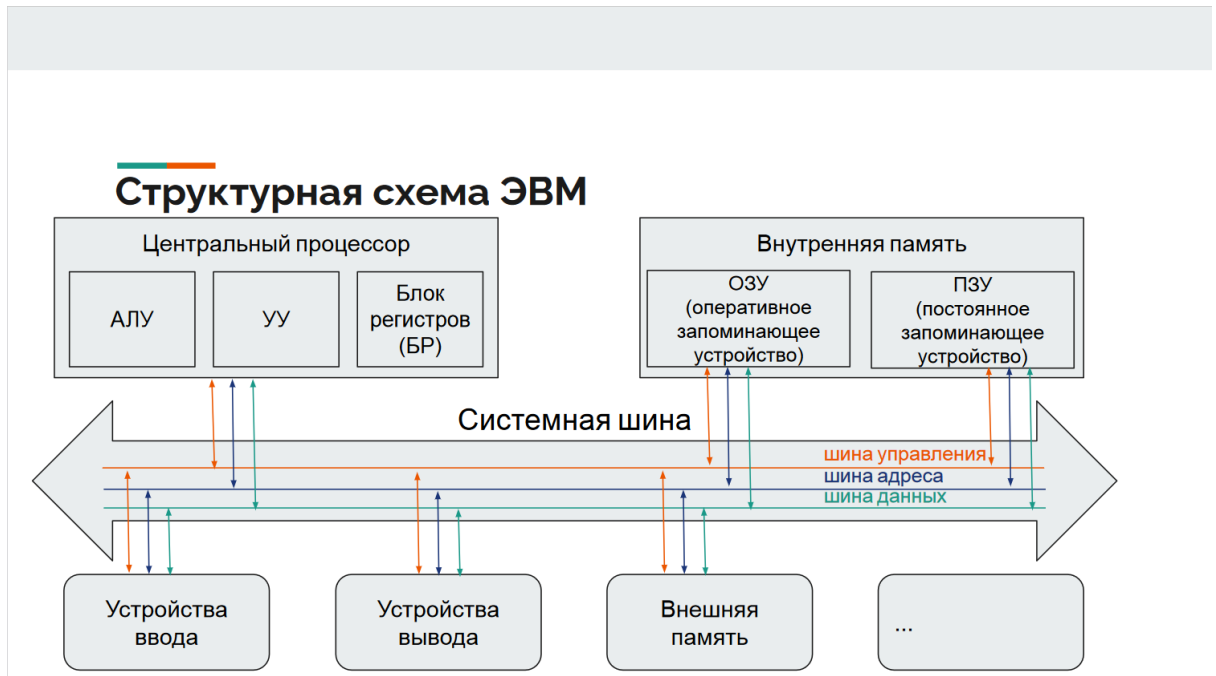 Структурная схема ЭВМ
Центральный процессор
АЛУ
УУ
Блок
регистров
(БР)
Внутренняя память
ОЗУ
(оперативное
запоминающее
устройство)
ПЗУ
(постоянное
запоминающее
устройство)
Системная шина
шина управления
шина адреса
шина данных
Устройства
ввода
Устройства
вывода
Внешняя
память
...